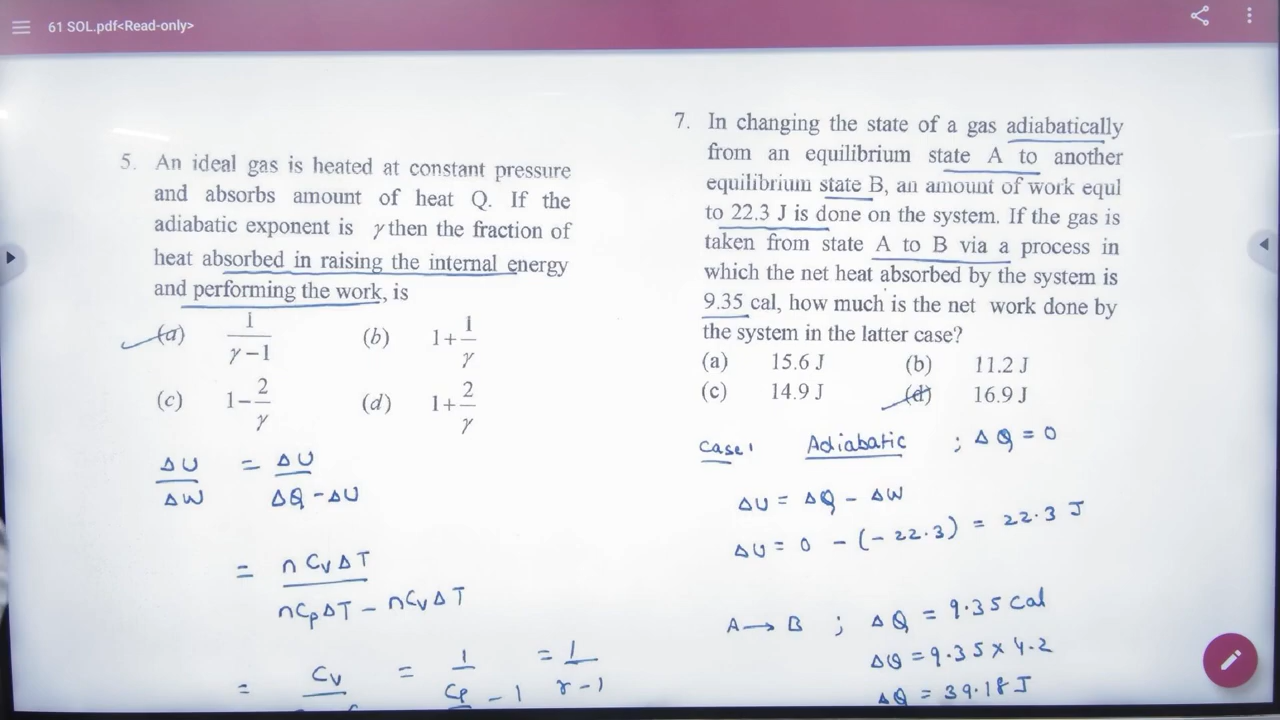 61 SOL.pdf<Read-only>
5. An ideal gas is heated at constant pressure
and absorbs amount of heat Q. If the
adiabatic exponent is γ then the fraction of
heat absorbed in raising the internal energy
and performing the work, is
(a) 1/(γ−1) (b) 1+1/γ
(c) 1−2/γ (d) 1+2/γ
ΔU/ΔW = ΔU/(ΔQ − ΔU)
= nCvΔT/(nCpΔT − nCvΔT)
= Cv = 1/(Cp − 1) = 1/(γ−1)
7. In changing the state of a gas adiabatically
from an equilibrium state A to another
equilibrium state B, an amount of work equl
to 22.3 J is done on the system. If the gas is
taken from state A to B via a process in
which the net heat absorbed by the system is
9.35 cal, how much is the net work done by
the system in the latter case?
(a) 15.6 J (b) 11.2 J
(c) 14.9 J (d) 16.9 J
Case 1 Adiabatic ; ΔQ = 0
ΔU = ΔQ − ΔW
ΔU = 0 − (−22.3) = 22.3 J
A → B ; ΔQ = 9.35 Cal
ΔQ = 9.35 × 4.2
ΔQ = 39.18 J